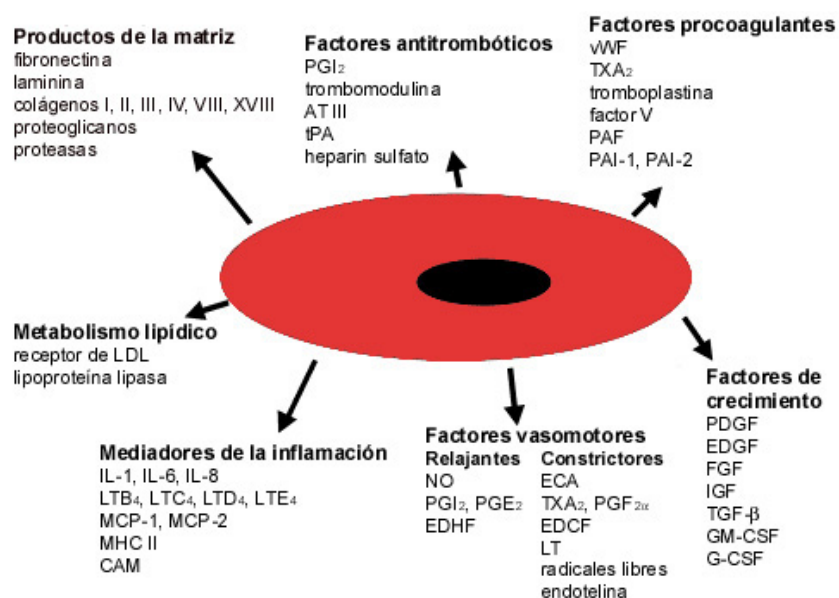 Productos de la matriz
fibronectina
laminina
colágenos I, II, III, IV, VIII, XVIII
proteoglicanos
proteasas
Factores antitrombóticos
PGI₂
trombomodulina
AT III
tPA
heparin sulfato
Factores procoagulantes
vWF
TXA₂
tromboplastina
factor V
PAF
PAI-1, PAI-2
Metabolismo lipídico
receptor de LDL
lipoproteína lipasa
Mediadores de la inflamación
IL-1, IL-6, IL-8
LTB₄, LTC₄, LTD₄, LTE₄
MCP-1, MCP-2
MHC II
CAM
Factores vasomotores
Relajantes
NO
PGI₂, PGE₂
EDHF
Constrictores
ECA
TXA₂, PGF₂α
EDCF
LT
radicales libres
endotelina
Factores de
crecimiento
PDGF
EDGF
FGF
IGF
TGF-β
GM-CSF
G-CSF